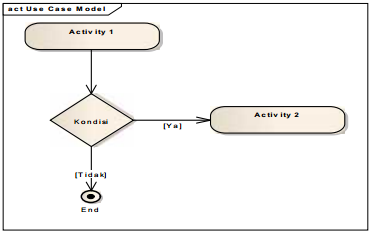 act Use Case Model
Activity 1
Kondisi
[Ya]
Activity 2
[Tidak]
End